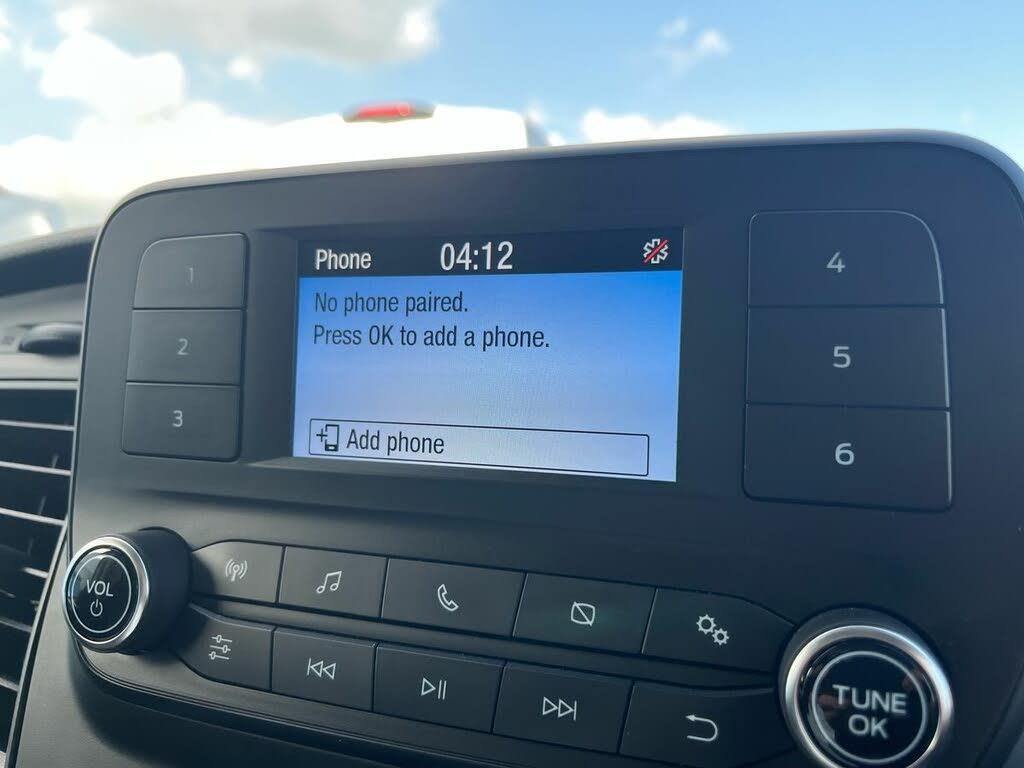 Phone 04:12
No phone paired.
Press OK to add a phone.
Add phone
1
2
3
4
5
6
VOL
TUNE
OK